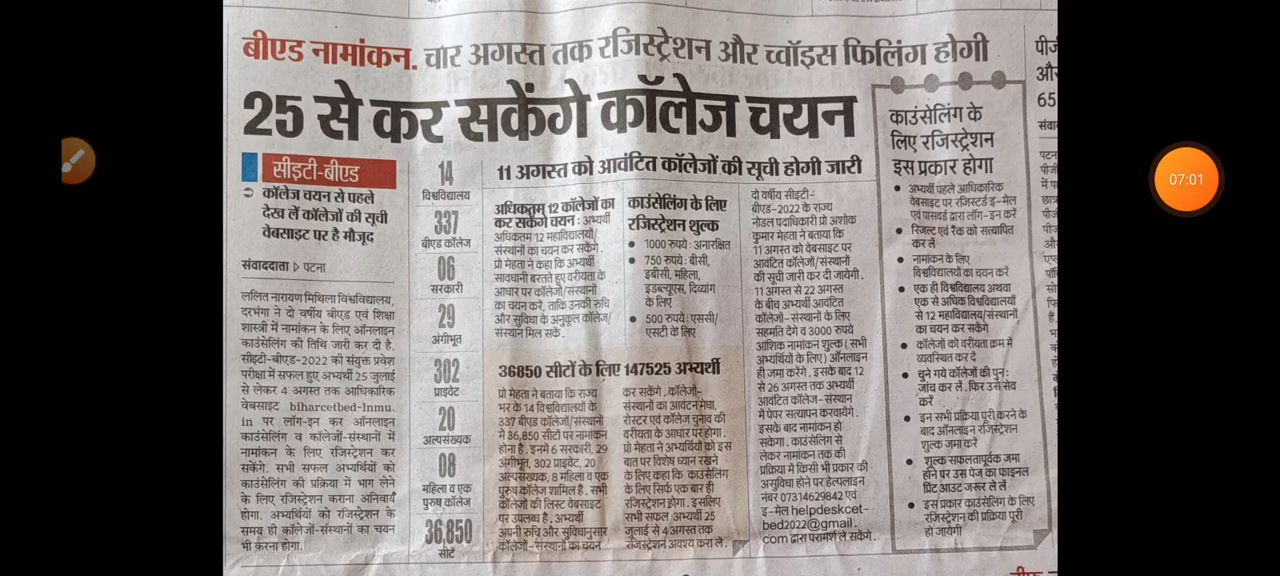 बीएड नामांकन. चार अगस्त तक रजिस्ट्रेशन और च्वॉइस फिलिंग होगी
25 से कर सकेंगे कॉलेज चयन
सीइटी-बीएड
कॉलेज चयन से पहले
देख लें कॉलेजों की सूची
वेबसाइट पर है मौजूद
संवाददाता ▷ पटना
ललित नारायण मिथिला विश्वविद्यालय,
दरभंगा ने दो वर्षीय बीएड एवं शिक्षा
शास्त्री में नामांकन के लिए ऑनलाइन
काउंसेलिंग की तिथि जारी कर दी है.
सीइटी-बीएड-2022 की संयुक्त प्रवेश
परीक्षा में सफल हुए अभ्यर्थी 25 जुलाई
से लेकर 4 अगस्त तक आधिकारिक
वेबसाइट biharcetbed-lnmu.
in पर लॉग-इन कर ऑनलाइन
काउंसेलिंग व कॉलेजों-संस्थानों में
नामांकन के लिए रजिस्ट्रेशन कर
सकेंगे. सभी सफल अभ्यर्थियों को
काउंसेलिंग की प्रक्रिया में भाग लेने
के लिए रजिस्ट्रेशन कराना अनिवार्य
होगा. अभ्यर्थियों को रजिस्ट्रेशन के
समय ही कॉलेजों-संस्थानों का चयन
भी करना होगा.
14
विश्वविद्यालय
337
बीएड कॉलेज
06
सरकारी
29
अंगीभूत
302
प्राइवेट
20
अल्पसंख्यक
08
महिला व एक
पुरुष कॉलेज
36,850
सीटें
11 अगस्त को आवंटित कॉलेजों की सूची होगी जारी
अधिकतम 12 कॉलेजों का
कर सकेंगे चयन : अभ्यर्थी
अधिकतम 12 महाविद्यालयों/
संस्थानों का चयन कर सकेंगे.
प्रो मेहता ने कहा कि अभ्यर्थी
सावधानी बरतते हुए वरीयता के
आधार पर कॉलेजों/संस्थानों
का चयन करें, ताकि उनकी रुचि
और सुविधा के अनुकूल कॉलेज/
संस्थान मिल सकें.
काउंसेलिंग के लिए
रजिस्ट्रेशन शुल्क
1000 रुपये : अनारक्षित
750 रुपये : बीसी,
इबीसी, महिला,
इडब्ल्यूएस, दिव्यांग
के लिए
500 रुपये : एससी/
एसटी के लिए
36850 सीटों के लिए 147525 अभ्यर्थी
प्रो मेहता ने बताया कि राज्य
भर के 14 विश्वविद्यालयों के
337 बीएड कॉलेजों/संस्थानों
में 36,850 सीटों पर नामांकन
होना है. इनमें 6 सरकारी, 29
अंगीभूत, 302 प्राइवेट, 20
अल्पसंख्यक, 8 महिला व एक
पुरुष कॉलेज शामिल है. सभी
कॉलेजों की लिस्ट वेबसाइट
पर उपलब्ध है. अभ्यर्थी
अपनी रुचि और सुविधानुसार
कॉलेजों-संस्थानों का चयन
कर सकेंगे. कॉलेजों-
संस्थानों का आवंटन मेधा,
रोस्टर एवं कॉलेज चुनाव की
वरीयता के आधार पर होगा.
प्रो मेहता ने अभ्यर्थियों को इस
बात पर विशेष ध्यान रखने
के लिए कहा कि काउंसेलिंग
के लिए सिर्फ एक बार ही
रजिस्ट्रेशन होगा. इसलिए
सभी सफल अभ्यर्थी 25
जुलाई से 4 अगस्त तक
रजिस्ट्रेशन अवश्य करा लें.
दो वर्षीय सीइटी-
बीएड-2022 के राज्य
नोडल पदाधिकारी प्रो अशोक
कुमार मेहता ने बताया कि
11 अगस्त को वेबसाइट पर
आवंटित कॉलेजों/संस्थानों
की सूची जारी कर दी जायेगी.
11 अगस्त से 22 अगस्त
के बीच अभ्यर्थी आवंटित
कॉलेजों-संस्थानों के लिए
सहमति देंगे व 3000 रुपये
आंशिक नामांकन शुल्क (सभी
अभ्यर्थियों के लिए) ऑनलाइन
ही जमा करेंगे. इसके बाद 12
से 26 अगस्त तक अभ्यर्थी
आवंटित कॉलेज-संस्थान
में पेपर सत्यापन करवायेंगे.
इसके बाद नामांकन हो
सकेगा. काउंसेलिंग से
लेकर नामांकन तक की
प्रक्रिया में किसी भी प्रकार की
असुविधा होने पर हेल्पलाइन
नंबर 07314629842 एवं
इ-मेल helpdeskcet-
bed2022@gmail.
com द्वारा परामर्श ले सकेंगे.
काउंसेलिंग के
लिए रजिस्ट्रेशन
इस प्रकार होगा
अभ्यर्थी पहले आधिकारिक
वेबसाइट पर रजिस्टर्ड इ-मेल
एवं पासवर्ड द्वारा लॉग-इन करें
रिजल्ट एवं रैंक को सत्यापित
कर लें
नामांकन के लिए
विश्वविद्यालयों का चयन करें
एक ही विश्वविद्यालय अथवा
एक से अधिक विश्वविद्यालयों
से 12 महाविद्यालय/संस्थानों
का चयन कर सकेंगे
कॉलेजों को वरीयता क्रम में
व्यवस्थित कर दें
चुने गये कॉलेजों की पुनः
जांच कर लें. फिर उसे सेव
करें
इन सभी प्रक्रिया पूरी करने के
बाद ऑनलाइन रजिस्ट्रेशन
शुल्क जमा करें
शुल्क सफलतापूर्वक जमा
होने पर उस पेज का फाइनल
प्रिंट आउट जरूर ले लें
इस प्रकार काउंसेलिंग के लिए
रजिस्ट्रेशन की प्रक्रिया पूरी
हो जायेगी
65
07:01